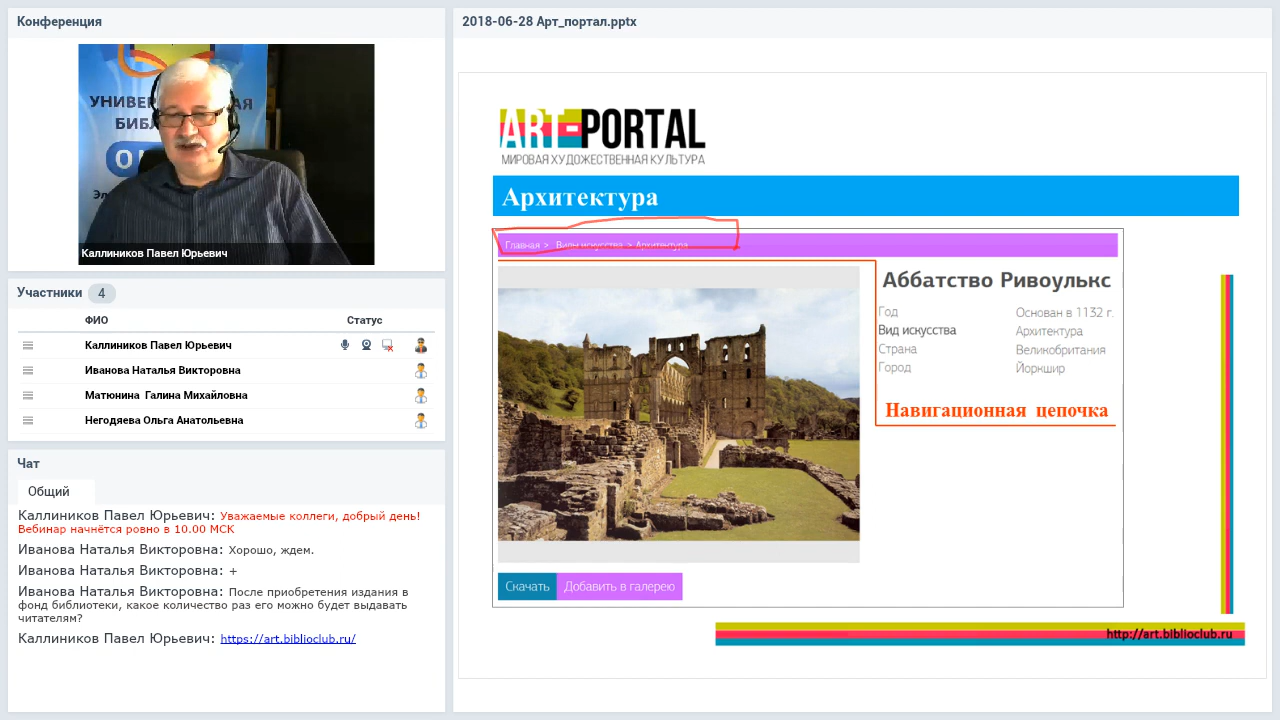 Конференция
УНИВЕР
АЯ
Каллиников Павел Юрьевич
Участники 4
ФИО Статус
Каллиников Павел Юрьевич
Иванова Наталья Викторовна
Матюнина Галина Михайловна
Негодяева Ольга Анатольевна
Чат
Общий
Каллиников Павел Юрьевич: Уважаемые коллеги, добрый день!
Вебинар начнётся ровно в 10.00 МСК
Иванова Наталья Викторовна: Хорошо, ждем.
Иванова Наталья Викторовна: +
Иванова Наталья Викторовна: После приобретения издания в
фонд библиотеки, какое количество раз его можно будет выдавать
читателям?
Каллиников Павел Юрьевич: https://art.biblioclub.ru/
2018-06-28 Арт_портал.pptx
ART-PORTAL
МИРОВАЯ ХУДОЖЕСТВЕННАЯ КУЛЬТУРА
Архитектура
Главная > Виды искусства > Архитектура
Аббатство Ривоулькс
Год Основан в 1132 г.
Вид искусства Архитектура
Страна Великобритания
Город Йоркшир
Навигационная цепочка
Скачать Добавить в галерею
http://art.biblioclub.ru